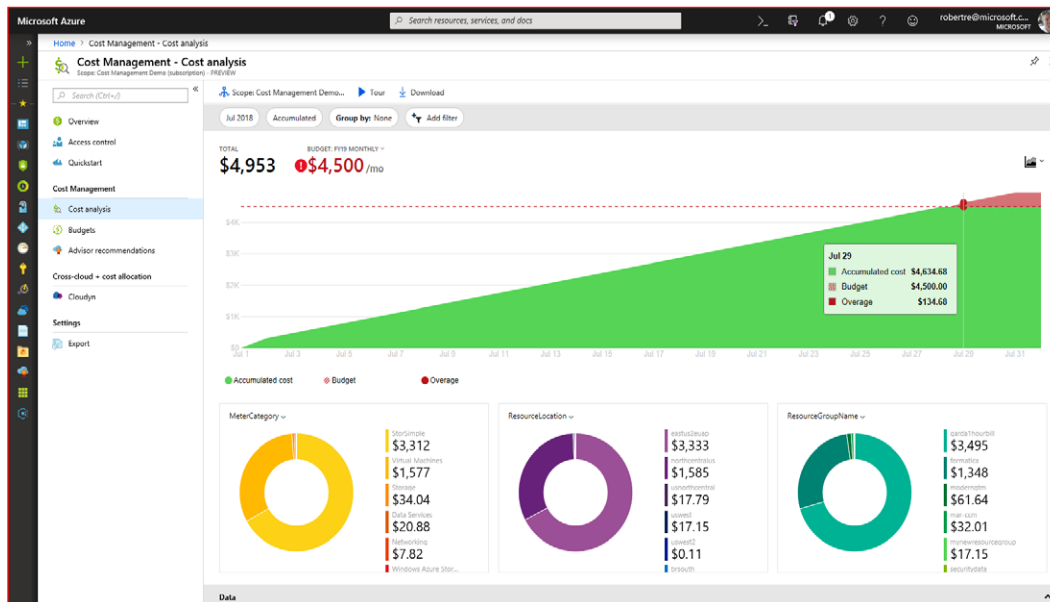 Microsoft Azure
Search resources, services, and docs
1
robertre@microsoft.c...
MICROSOFT
Home > Cost Management - Cost analysis
Cost Management - Cost analysis
Scope: Cost Management Demo (subscription) - PREVIEW
Search (Ctrl+/)
Overview
Access control
Quickstart
Cost Management
Cost analysis
Budgets
Advisor recommendations
Cross-cloud + cost allocation
Cloudyn
Settings
Export
Scope: Cost Management Demo... Tour Download
Jul 2018 Accumulated Group by: None Add filter
TOTAL
$4,953
BUDGET: FY19 MONTHLY
$4,500 /mo
$4K
$3K
$2K
$1K
$0
Jul 1 Jul 3 Jul 5 Jul 7 Jul 9 Jul 11 Jul 13 Jul 15 Jul 17 Jul 19 Jul 21 Jul 23 Jul 25 Jul 27 Jul 29 Jul 31
Jul 29
Accumulated cost $4,634.68
Budget $4,500.00
Overage $134.68
Accumulated cost Budget Overage
MeterCategory
StorSimple
$3,312
Virtual Machines
$1,577
Storage
$34.04
Data Services
$20.88
Networking
$7.82
Windows Azure Stor...
ResourceLocation
eastus2euap
$3,333
northcentralus
$1,585
usnorthcentral
$17.79
uswest
$17.15
uswest2
$0.11
brsouth
ResourceGroupName
$3,495
formatica
$1,348
$61.64
mar-com
$32.01
mynewresourcegroup
$17.15
securitydata
Data